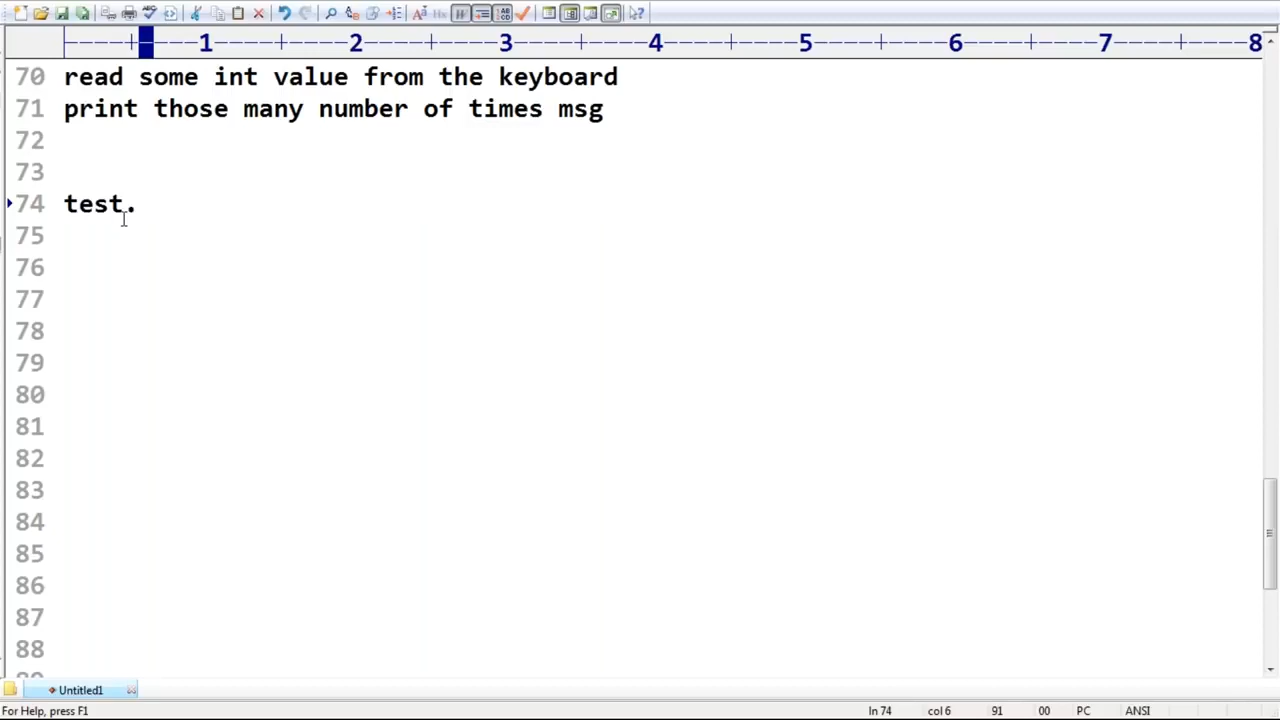 1 2 3 4 5 6 7 8
70 read some int value from the keyboard
71 print those many number of times msg
72
73
74 test.
75
76
77
78
79
80
81
82
83
84
85
86
87
88
Untitled1
For Help, press F1 ln 74 col 6 91 00 PC ANSI